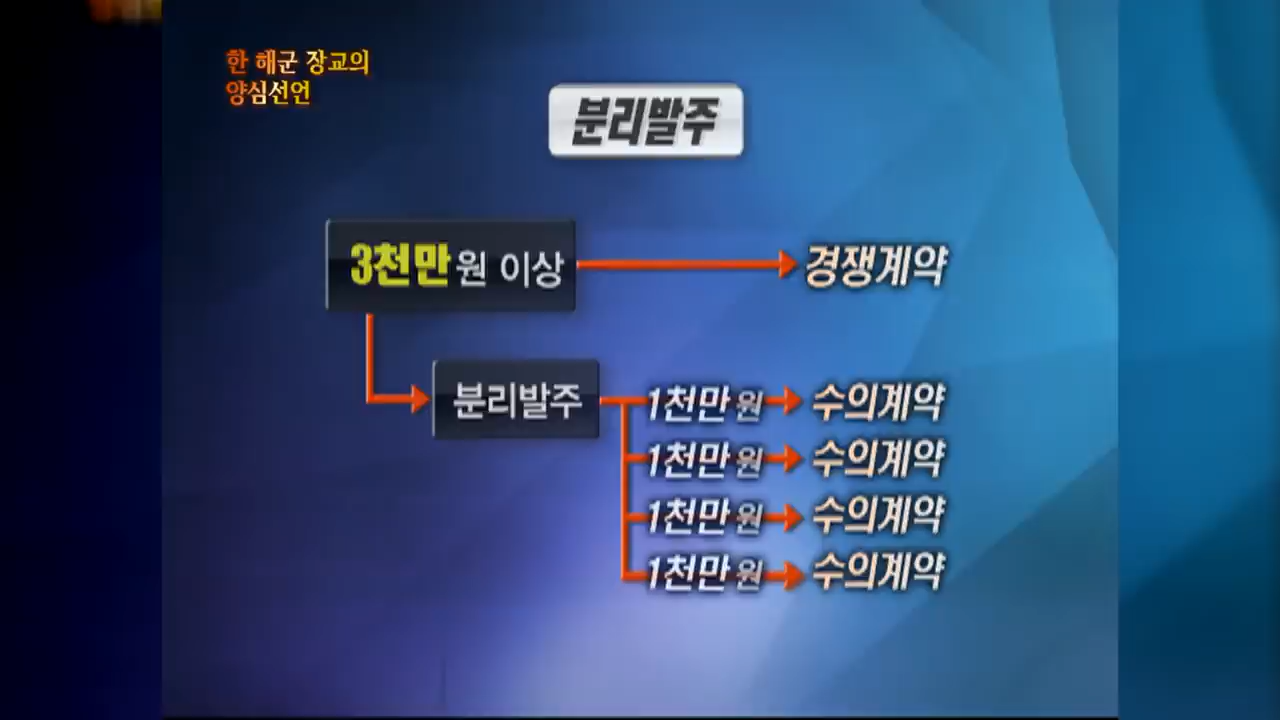 한 해군 장교의
양심선언
분리발주
3천만원 이상 경쟁계약
분리발주 1천만원 수의계약
1천만원 수의계약
1천만원 수의계약
1천만원 수의계약